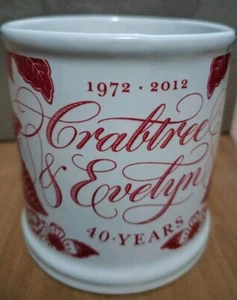 1972 · 2012
Crabtree
& Evelyn
40·YEARS